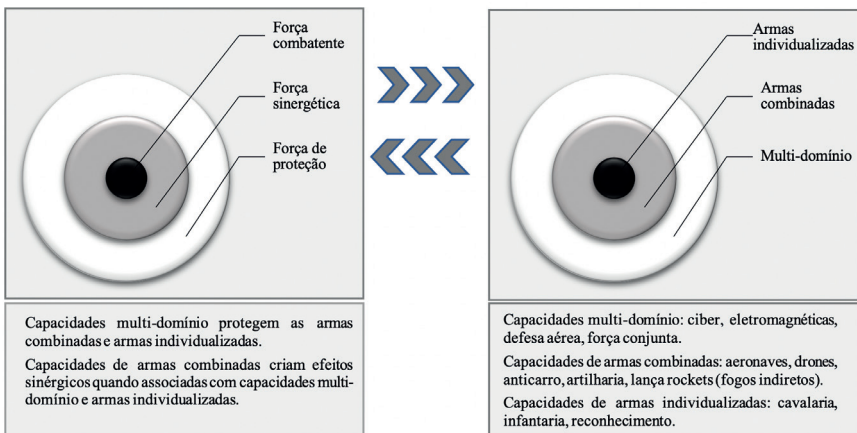 Força
combatente
Força
sinergética
Força de
proteção
Capacidades multi-domínio protegem as armas
combinadas e armas individualizadas.
Capacidades de armas combinadas criam efeitos
sinérgicos quando associadas com capacidades multi-
domínio e armas individualizadas.
Armas
individualizadas
Armas
combinadas
Multi-domínio
Capacidades multi-domínio: ciber, eletromagnéticas,
defesa aérea, força conjunta.
Capacidades de armas combinadas: aeronaves, drones,
anticarro, artilharia, lança rockets (fogos indiretos).
Capacidades de armas individualizadas: cavalaria,
infantaria, reconhecimento.